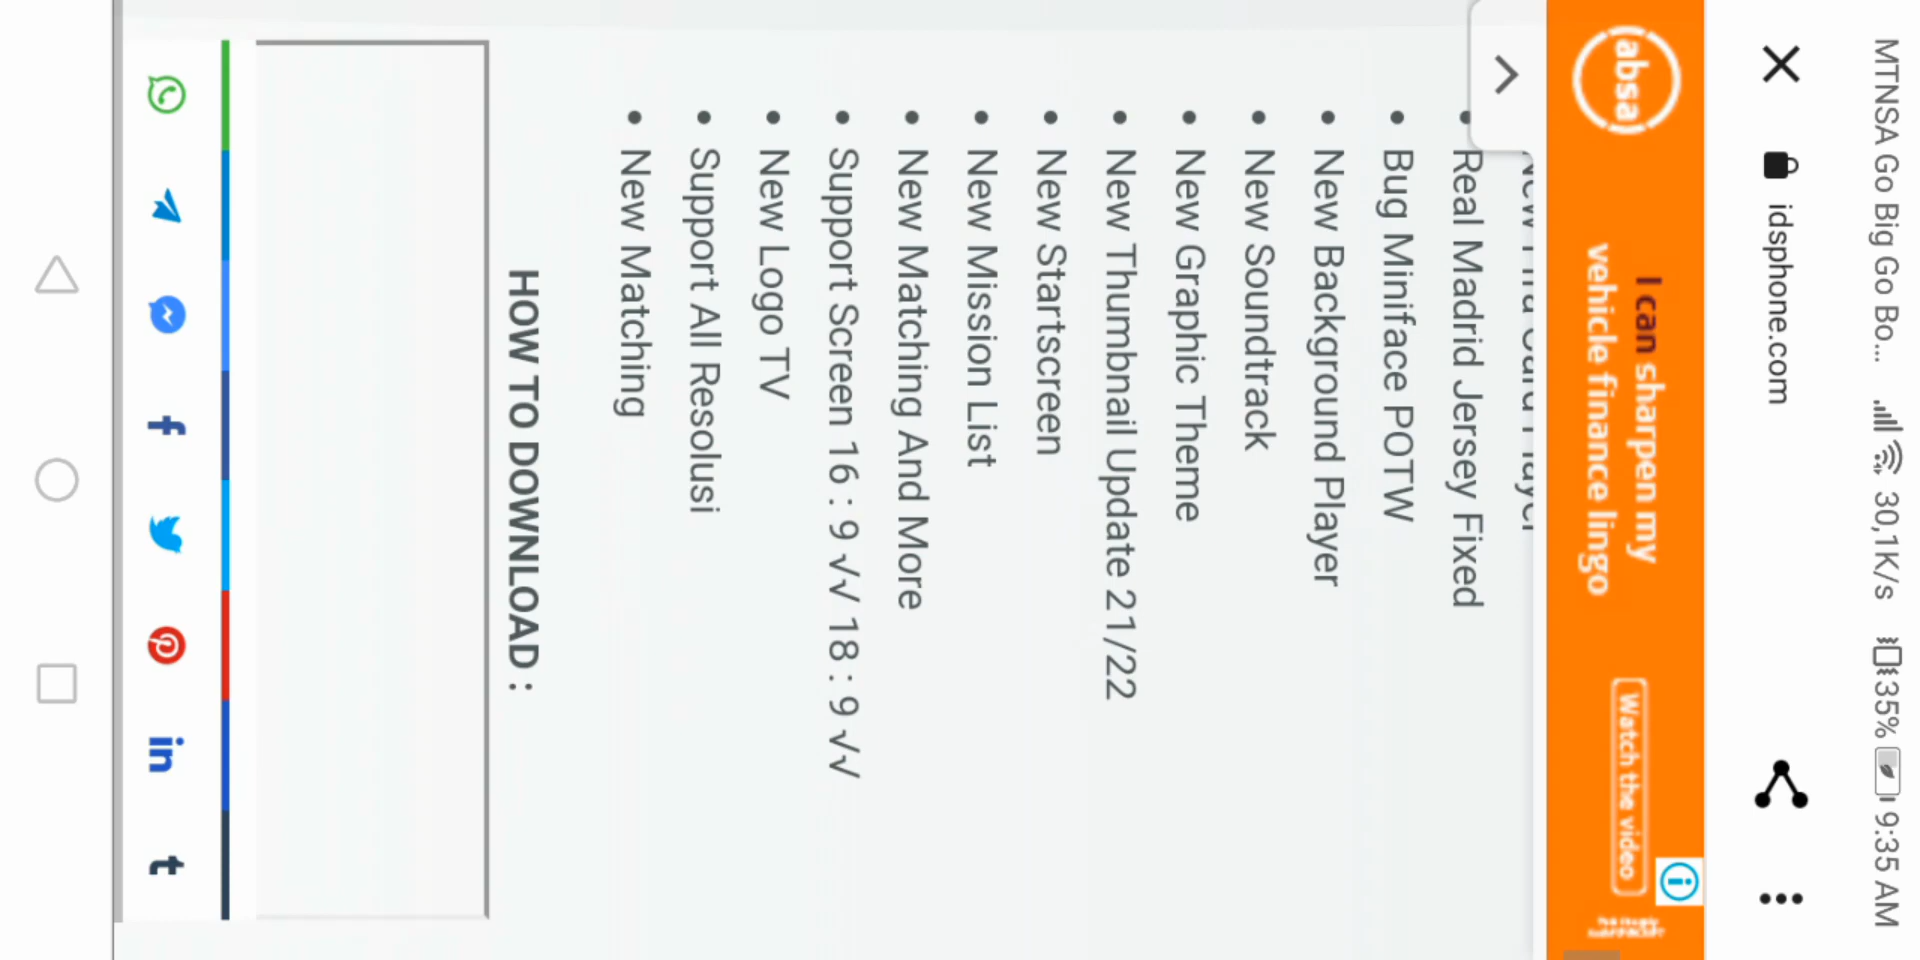 MTNSA Go Big Go Bo... 30,1K/s 35% 9:35 AM
idsphone.com
absa
I can sharpen my
vehicle finance lingo
Watch the video
Real Madrid Jersey Fixed
Bug Miniface POTW
New Background Player
New Soundtrack
New Graphic Theme
New Thumbnail Update 21/22
New Startscreen
New Mission List
New Matching And More
Support Screen 16 : 9 √√ 18 : 9 √√
New Logo TV
Support All Resolusi
New Matching
HOW TO DOWNLOAD :